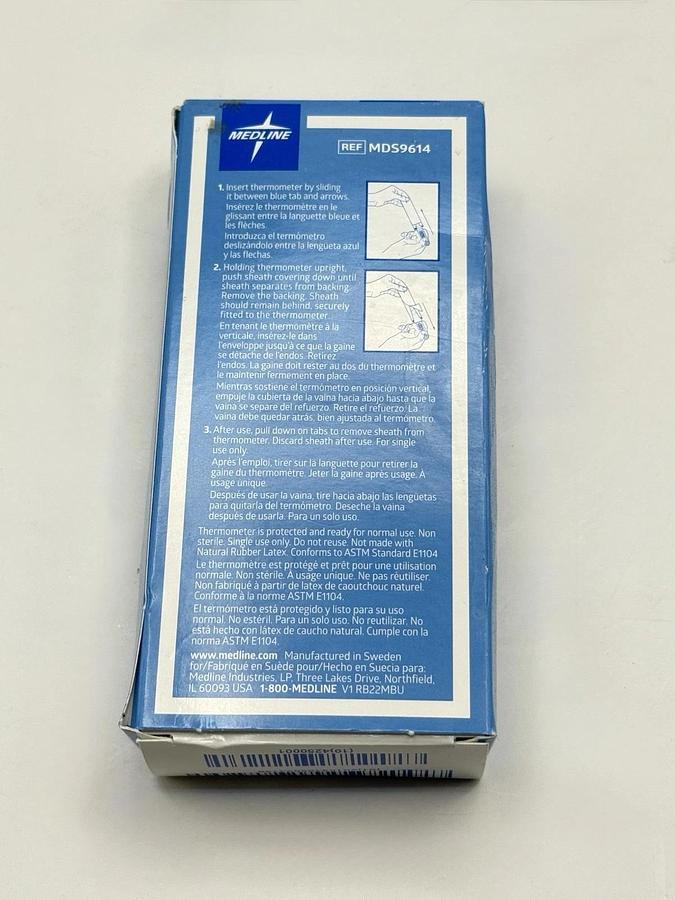 MEDLINE
REF MDS9614
1. Insert thermometer by sliding
it between blue tab and arrows.
Insérez le thermomètre en le
glissant entre la languette bleue et
les flèches.
Introduzca el termómetro
deslizándolo entre la lengüeta azul
y las flechas.
2. Holding thermometer upright,
push sheath covering down until
sheath separates from backing.
Remove the backing. Sheath
should remain behind, securely
fitted to the thermometer.
En tenant le thermomètre à la
verticale, insérez-le dans
l'enveloppe jusqu'à ce que la gaine
se détache de l'endos. Retirez
l'endos. La gaine doit rester au dos du thermomètre et
le maintenir fermement en place.
Mientras sostiene el termómetro en posición vertical,
empuje la cubierta de la vaina hacia abajo hasta que la
vaina se separe del refuerzo. Retire el refuerzo. La
vaina debe quedar atrás, bien ajustada al termómetro.
3. After use, pull down on tabs to remove sheath from
thermometer. Discard sheath after use. For single
use only.
Après l'emploi, tirer sur la languette pour retirer la
gaine du thermomètre. Jeter la gaine après usage. À
usage unique.
Después de usar la vaina, tire hacia abajo las lengüetas
para quitarla del termómetro. Deseche la vaina
después de usarla. Para un solo uso.
Thermometer is protected and ready for normal use. Non
sterile. Single use only. Do not reuse. Not made with
Natural Rubber Latex. Conforms to ASTM Standard E1104
Le thermomètre est protégé et prêt pour une utilisation
normale. Non stérile. À usage unique. Ne pas réutiliser.
Non fabriqué à partir de latex de caoutchouc naturel.
Conforme à la norme ASTM E1104.
El termómetro está protegido y listo para su uso
normal. No estéril. Para un solo uso. No reutilizar. No
está hecho con látex de caucho natural. Cumple con la
norma ASTM E1104.
www.medline.com Manufactured in Sweden
for/Fabriqué en Suède pour/Hecho en Suecia para:
Medline Industries, LP. Three Lakes Drive, Northfield,
IL 60093 USA 1-800-MEDLINE V1 RB22MBU
(10)4250001